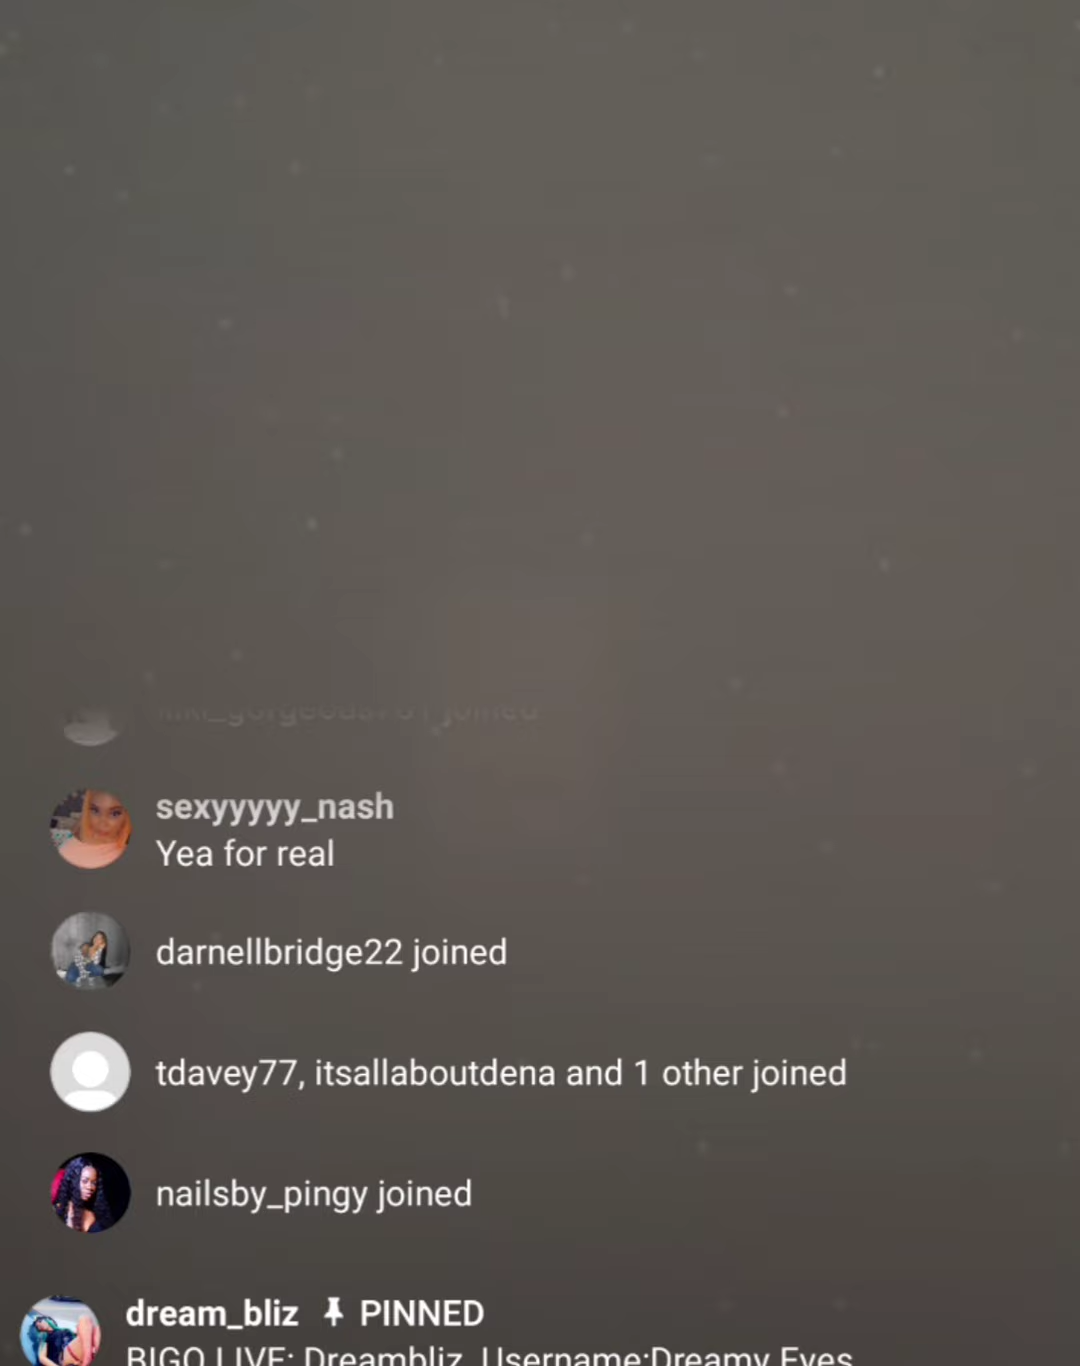 joined
sexyyyyy_nash
Yea for real
darnellbridge22 joined
tdavey77, itsallaboutdena and 1 other joined
nailsby_pingy joined
dream_bliz PINNED
BIGO LIVE: Dreambliz Username:Dreamy Eyes